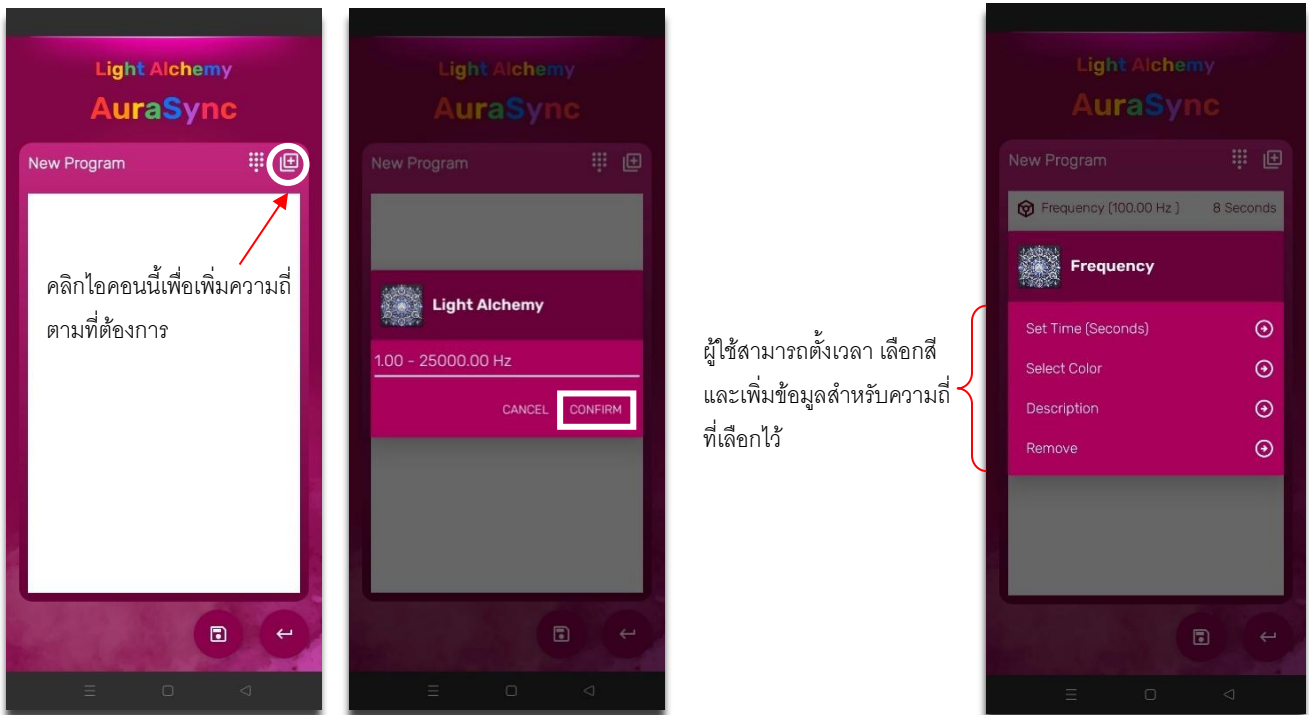 Light Alchemy
AuraSync
New Program
คลิกไอคอนนี้เพื่อเพิ่มความถี่
ตามที่ต้องการ
Light Alchemy
AuraSync
New Program
Light Alchemy
1.00 - 25000.00 Hz
CANCEL CONFIRM
ผู้ใช้สามารถตั้งเวลา เลือกสี
และเพิ่มข้อมูลสำหรับความถี่
ที่เลือกไว้
Light Alchemy
AuraSync
New Program
Frequency (100.00 Hz ) 8 Seconds
Frequency
Set Time (Seconds)
Select Color
Description
Remove